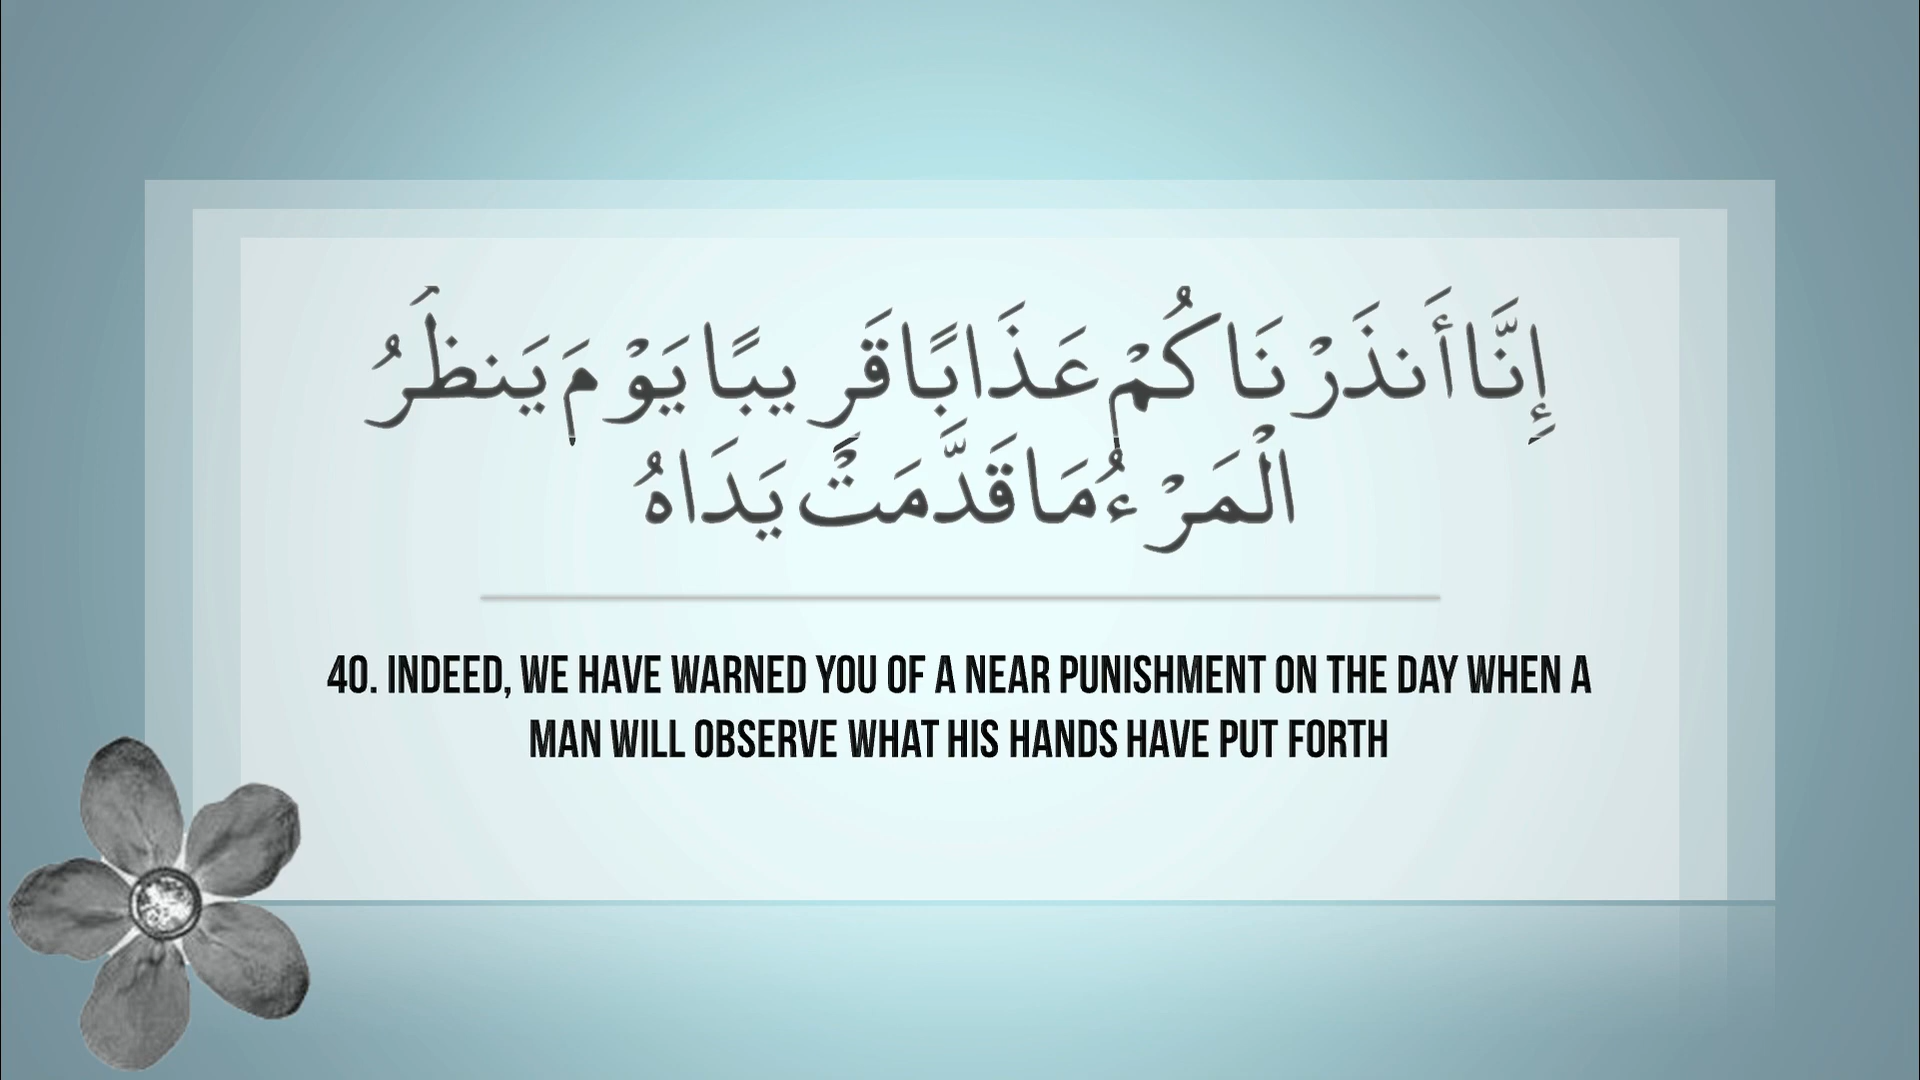 إِنَّا أَنذَرْنَاكُمْ عَذَابًا قَرِيبًا يَوْمَ يَنظُرُ
الْمَرْءُ مَا قَدَّمَتْ يَدَاهُ
40. INDEED, WE HAVE WARNED YOU OF A NEAR PUNISHMENT ON THE DAY WHEN A
MAN WILL OBSERVE WHAT HIS HANDS HAVE PUT FORTH